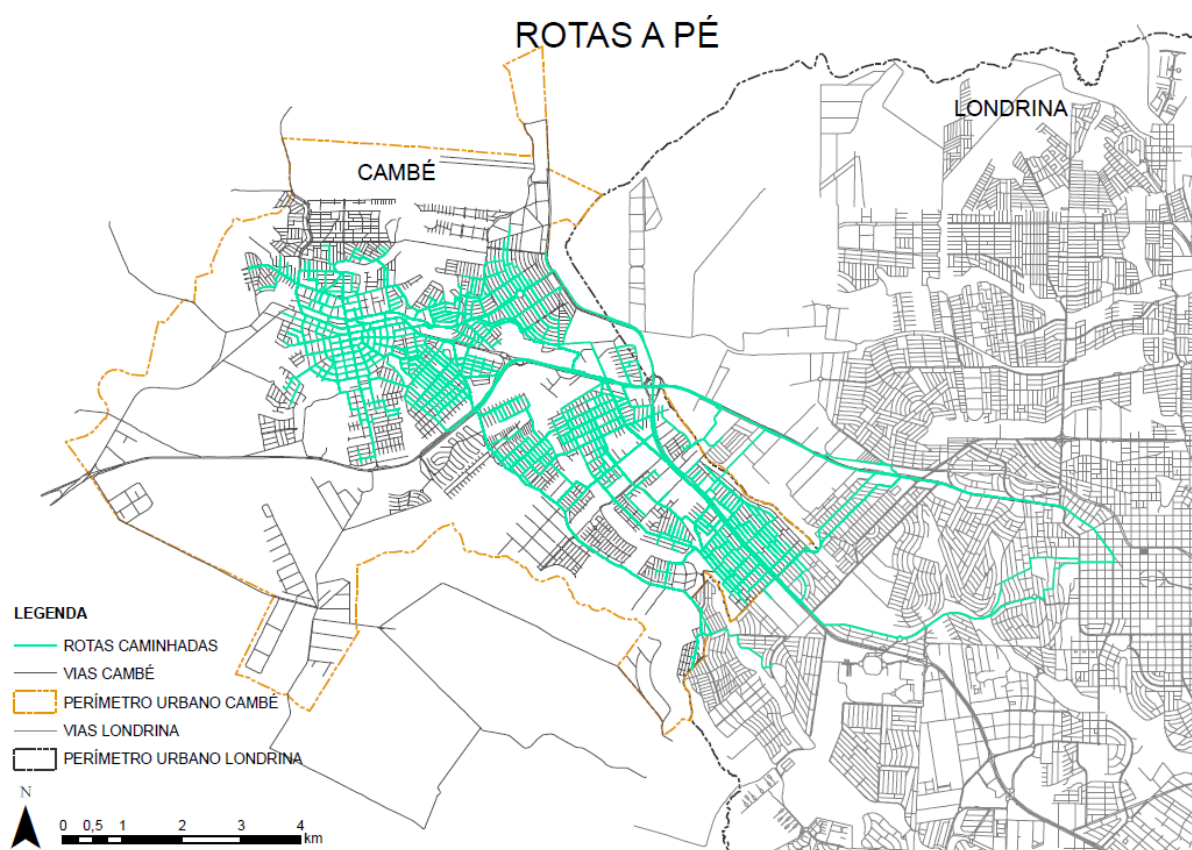 ROTAS A PÉ
LONDRINA
CAMBÉ
LEGENDA
ROTAS CAMINHADAS
VIAS CAMBÉ
PERÍMETRO URBANO CAMBÉ
VIAS LONDRINA
PERÍMETRO URBANO LONDRINA
N
0 0,5 1 2 3 4
km